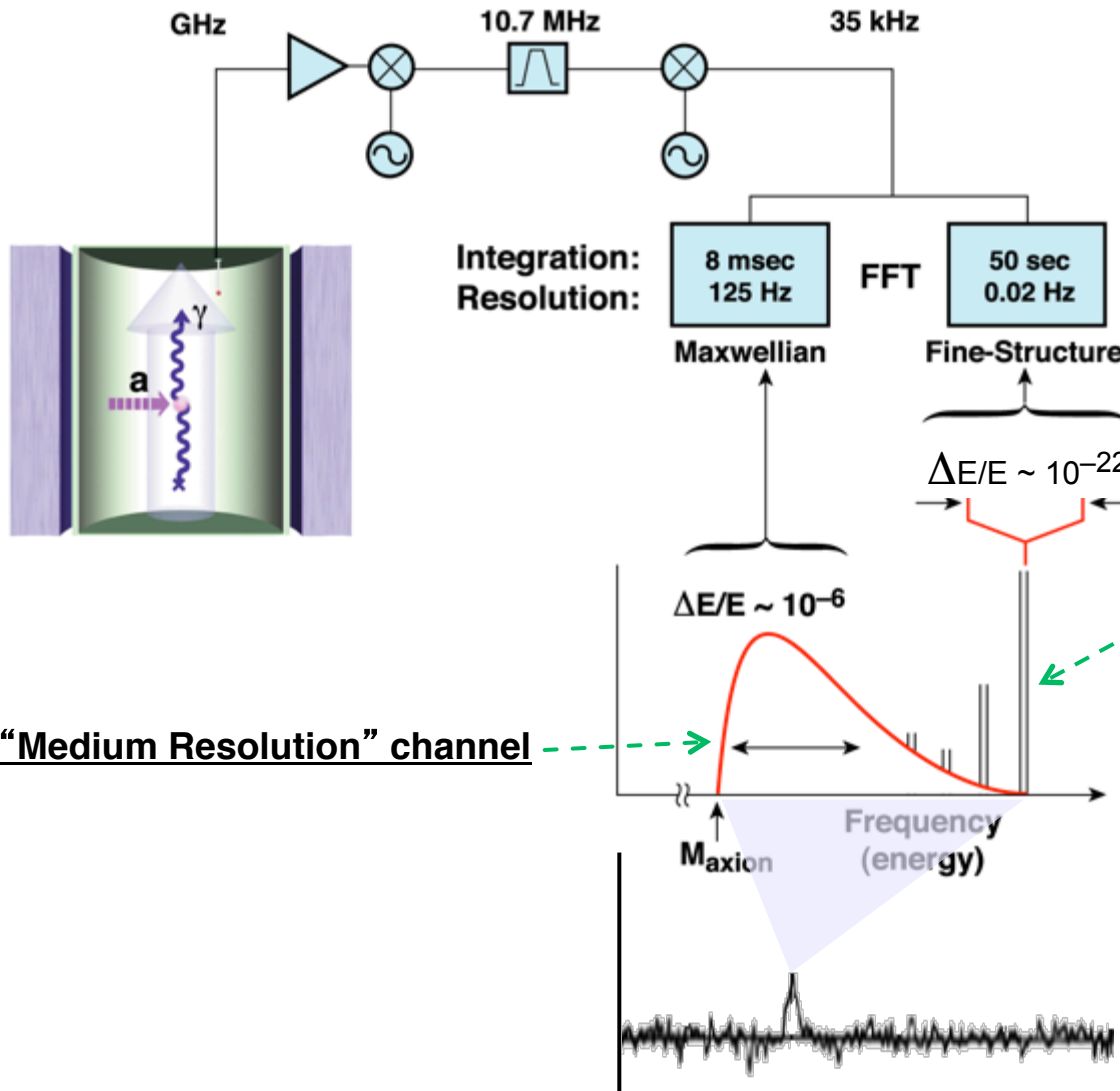 GHz
10.7 MHz
35 kHz
γ
a
Integration:
Resolution:
8 msec
125 Hz
FFT
50 sec
0.02 Hz
Maxwellian
Fine-Structure
ΔE/E ~ 10⁻²²
ΔE/E ~ 10⁻⁶
“Medium Resolution” channel
Maxion
Frequency
(energy)